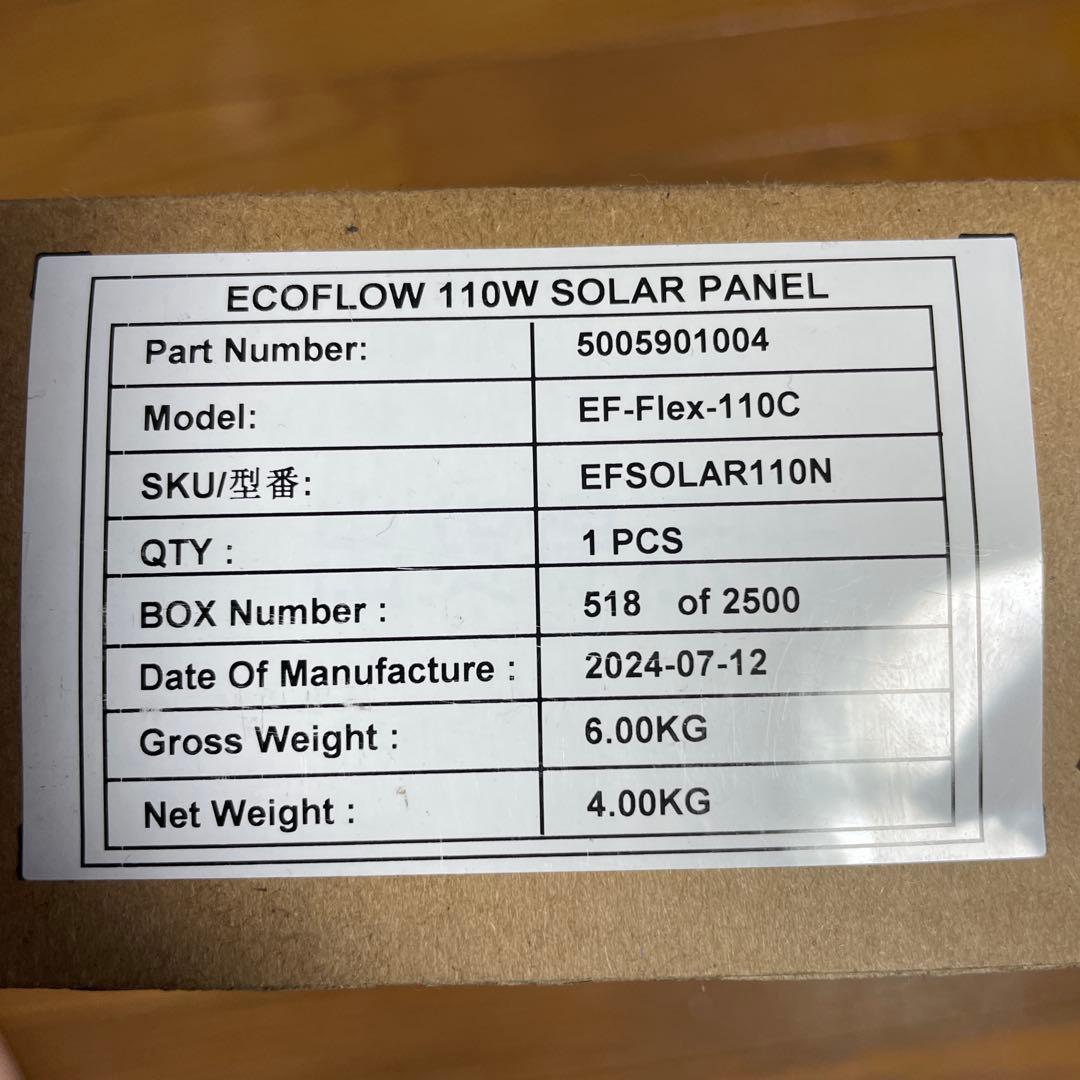 ECOFLOW 110W SOLAR PANEL
Part Number: 5005901004
Model: EF-Flex-110C
SKU/型番: EFSOLAR110N
QTY : 1 PCS
BOX Number : 518 of 2500
Date Of Manufacture : 2024-07-12
Gross Weight : 6.00KG
Net Weight : 4.00KG